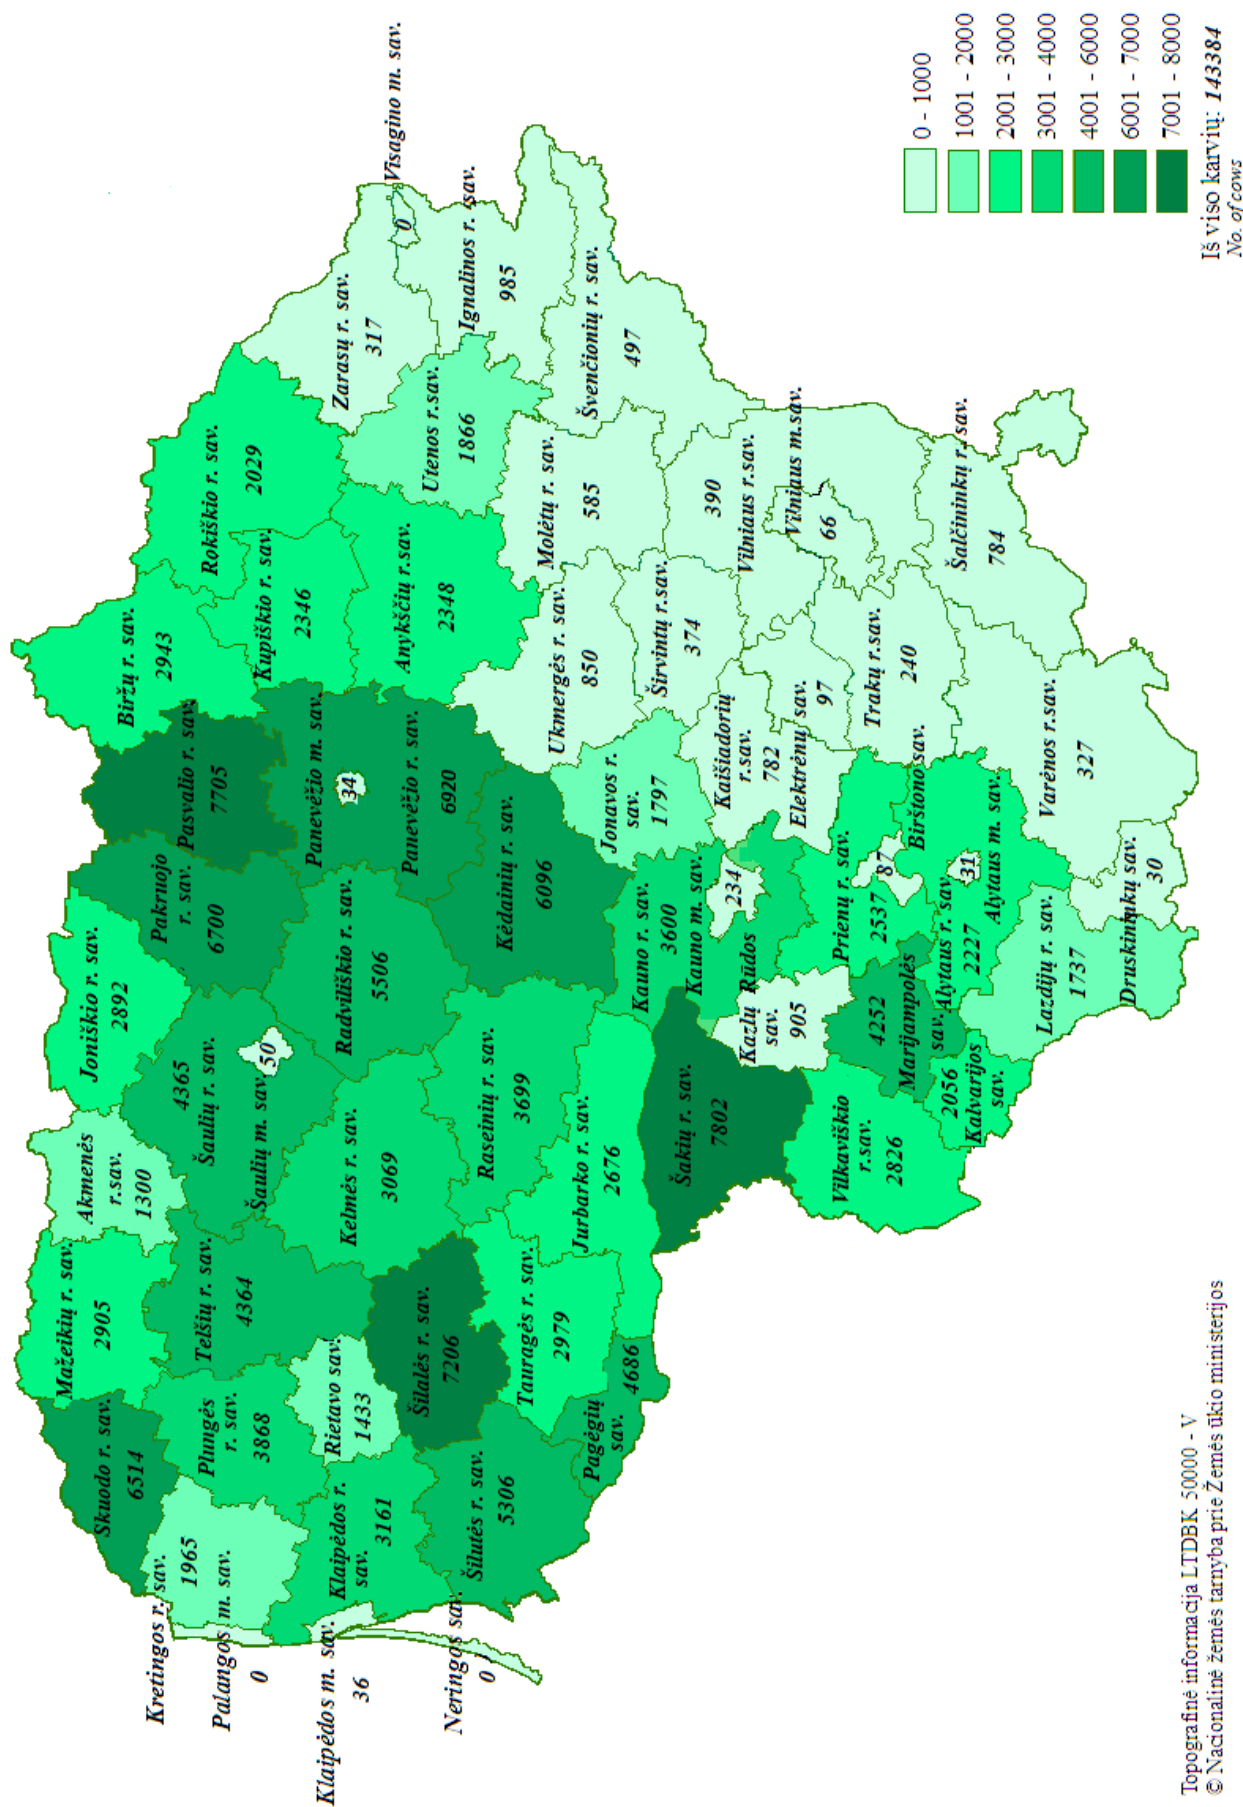 Skuodo r. sav.
6514
Mažeikių r. sav.
2905
Akmenės
r.sav.
1300
Joniškio r. sav.
2892
Pakruojo
r. sav.
6700
Pasvalio r. sav.
7705
Biržų r. sav.
2943
Rokiškio r. sav.
2029
Kupiškio r. sav.
2346
Zarasų r. sav.
317
Visagino m. sav.
0
Ignalinos r. sav.
985
Utenos r.sav.
1866
Anykščių r.sav.
2348
Panevėžio m. sav.
34
Panevėžio r. sav.
6920
Radviliškio r. sav.
5506
Šiaulių r. sav.
4365
Šiaulių m. sav.
50
Telšių r. sav.
4364
Plungės
r. sav.
3868
Kretingos r. sav.
1965
Palangos m. sav.
0
Klaipėdos m. sav.
36
Klaipėdos r.
sav.
3161
Rietavo sav.
1433
Šilalės r. sav.
7206
Kelmės r. sav.
3069
Raseinių r. sav.
3699
Kėdainių r. sav.
6096
Ukmergės r. sav.
850
Molėtų r. sav.
585
Švenčionių r. sav.
497
Neringos sav.
0
Šilutės r. sav.
5306
Pagėgių
sav.
4686
Tauragės r. sav.
2979
Jurbarko r. sav.
2676
Šakių r. sav.
7802
Kauno r. sav.
3600
Kauno m. sav.
234
Jonavos r.
sav.
1797
Kaišiadorių
r.sav.
782
Širvintų r.sav.
374
390
Vilniaus r.sav.
Vilniaus m.sav.
66
Elektrėnų sav.
97
Trakų r.sav.
240
Šalčininkų r. sav.
784
Kazlų Rūdos
sav.
905
Vilkaviškio
r.sav.
2826
4252
Marijampolės
sav.
2056
Kalvarijos
sav.
Prienų r. sav.
2537
Birštono sav.
87
Alytaus r. sav.
2227
Alytaus m. sav.
31
Lazdijų r. sav.
1737
Druskininkų sav.
30
Varėnos r.sav.
327
0 - 1000
1001 - 2000
2001 - 3000
3001 - 4000
4001 - 6000
6001 - 7000
7001 - 8000
Iš viso karvių: 143384
No. of cows
Topografinė informacija LTDBK 50000 - V
© Nacionalinė žemės tarnyba prie Žemės ūkio ministerijos